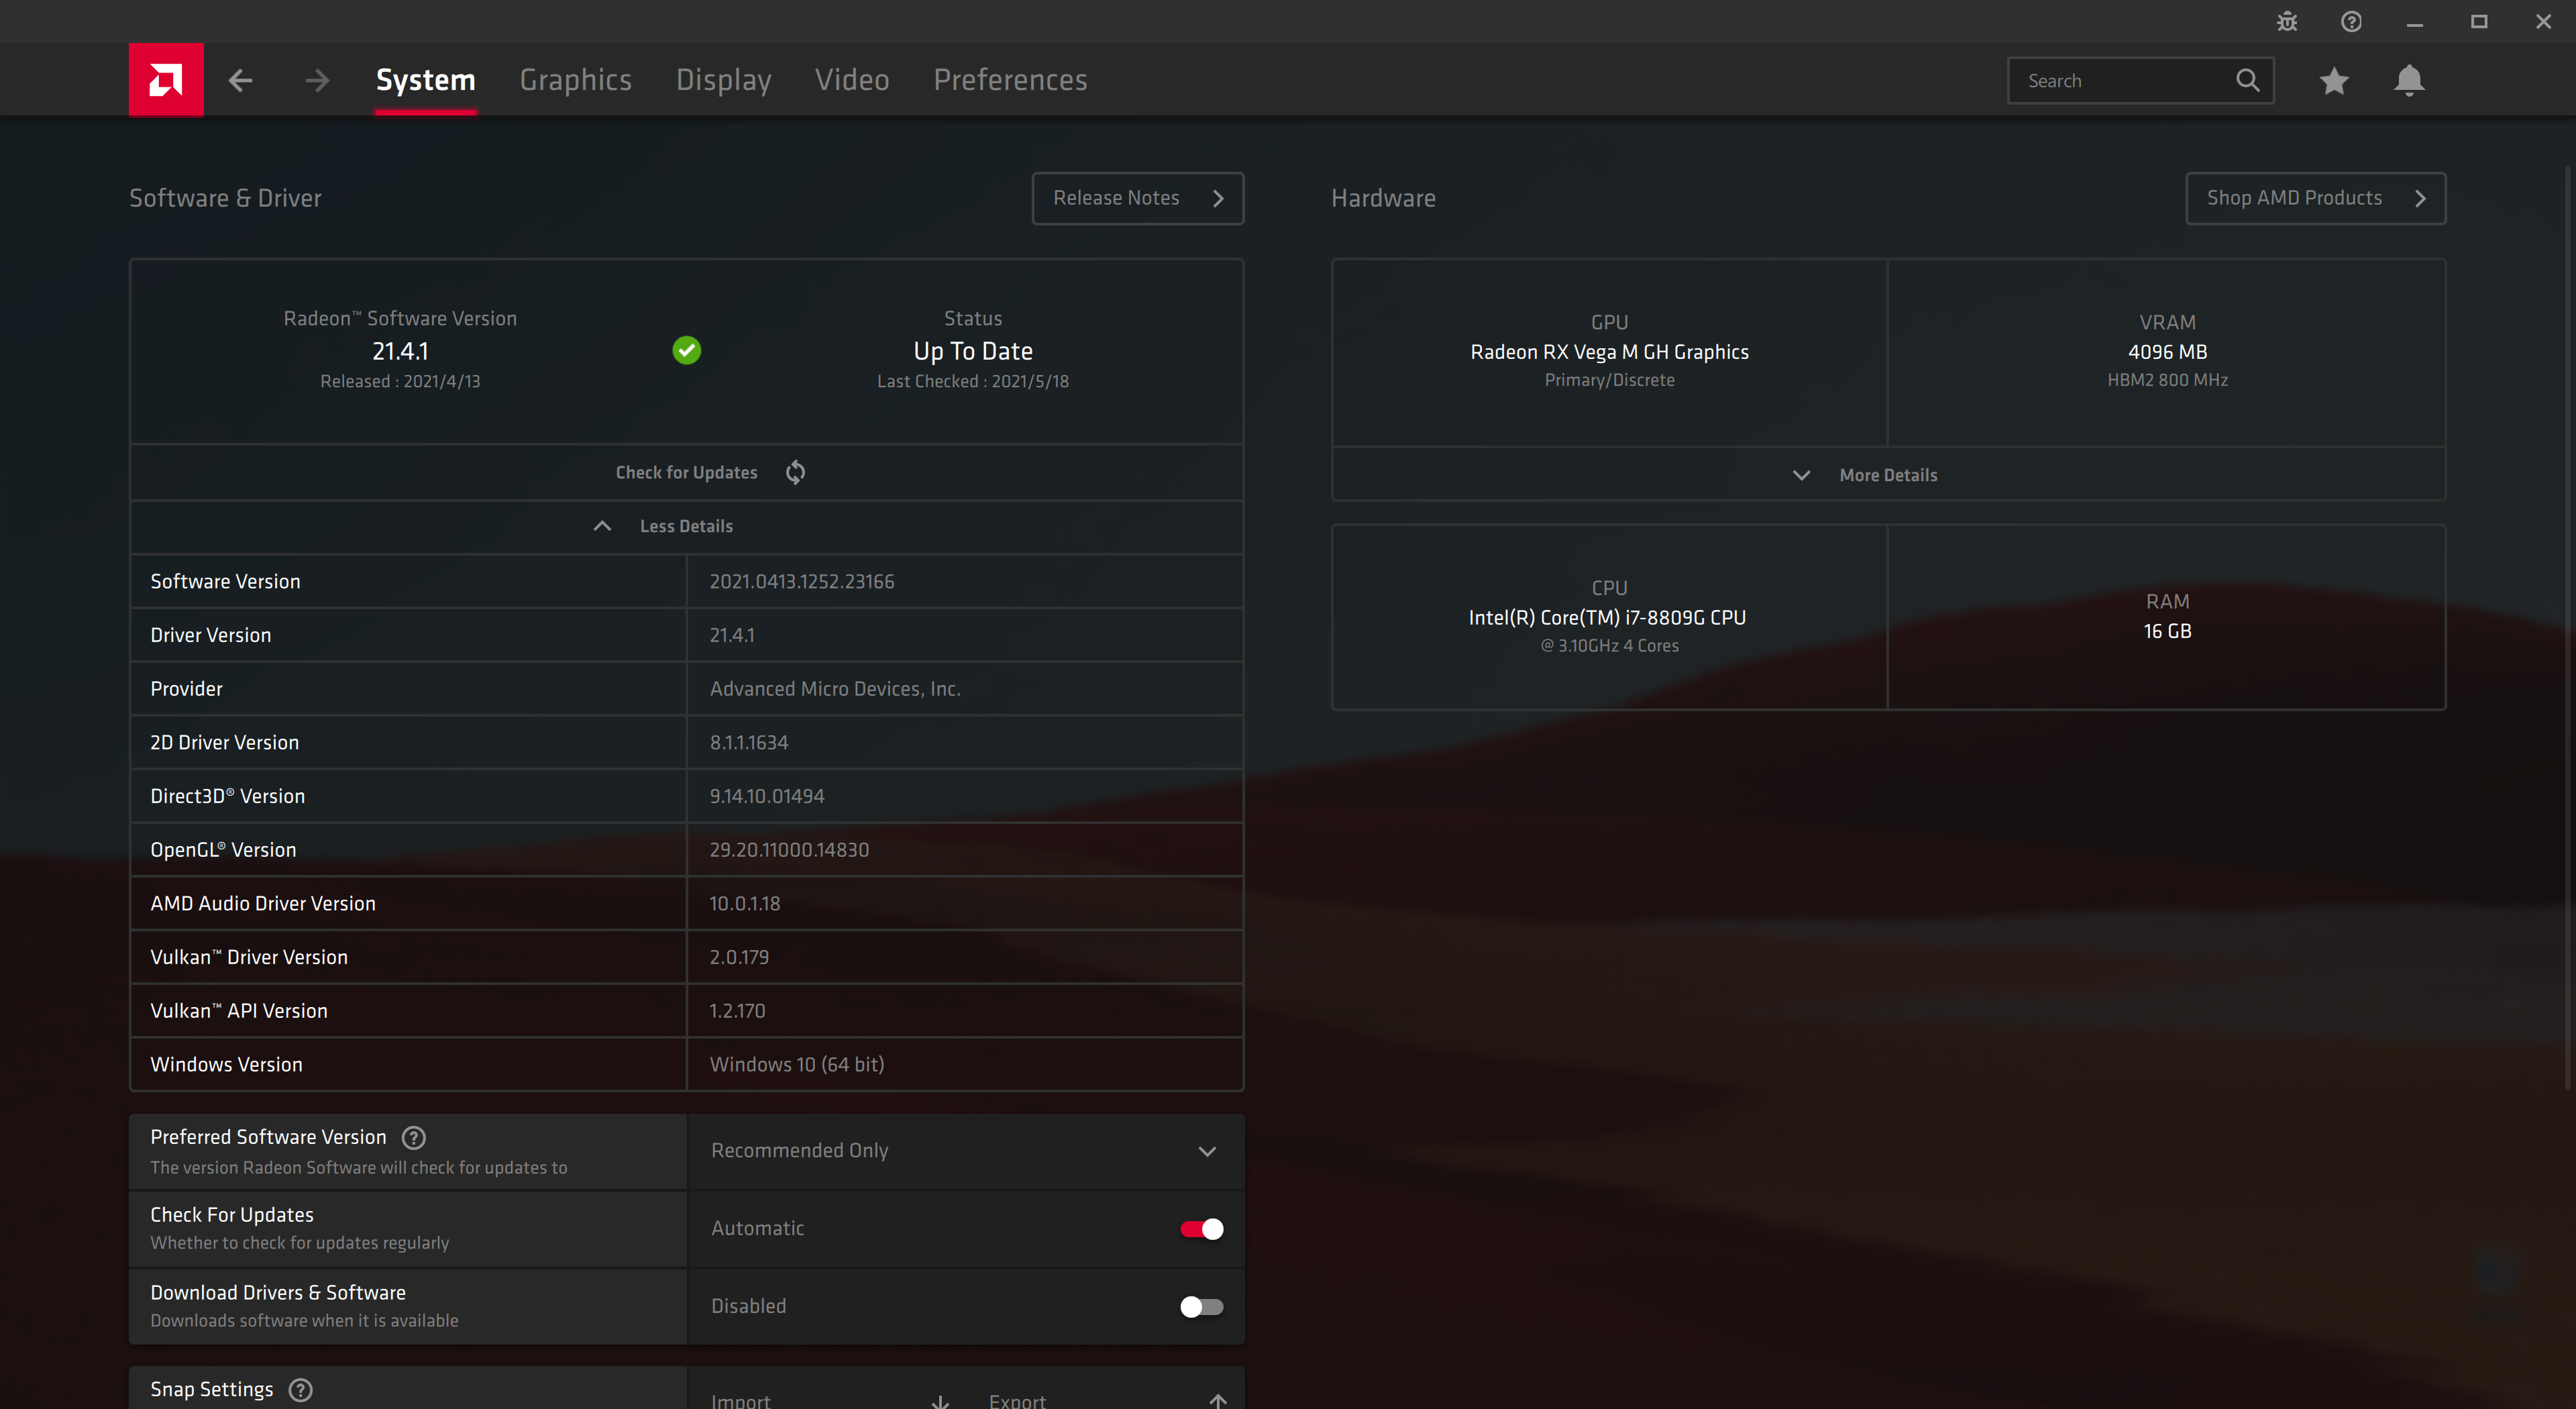 System
Graphics
Display
Video
Preferences
Search
Software & Driver
Release Notes
Radeon™ Software Version
21.4.1
Released : 2021/4/13
Status
Up To Date
Last Checked : 2021/5/18
Check for Updates
Less Details
Software Version
2021.0413.1252.23166
Driver Version
21.4.1
Provider
Advanced Micro Devices, Inc.
2D Driver Version
8.1.1.1634
Direct3D® Version
9.14.10.01494
OpenGL® Version
29.20.11000.14830
AMD Audio Driver Version
10.0.1.18
Vulkan™ Driver Version
2.0.179
Vulkan™ API Version
1.2.170
Windows Version
Windows 10 (64 bit)
Preferred Software Version
The version Radeon Software will check for updates to
Recommended Only
Check For Updates
Whether to check for updates regularly
Automatic
Download Drivers & Software
Downloads software when it is available
Disabled
Snap Settings
Import
Export
Hardware
Shop AMD Products
GPU
Radeon RX Vega M GH Graphics
Primary/Discrete
VRAM
4096 MB
HBM2 800 MHz
More Details
CPU
Intel(R) Core(TM) i7-8809G CPU
@ 3.10GHz 4 Cores
RAM
16 GB